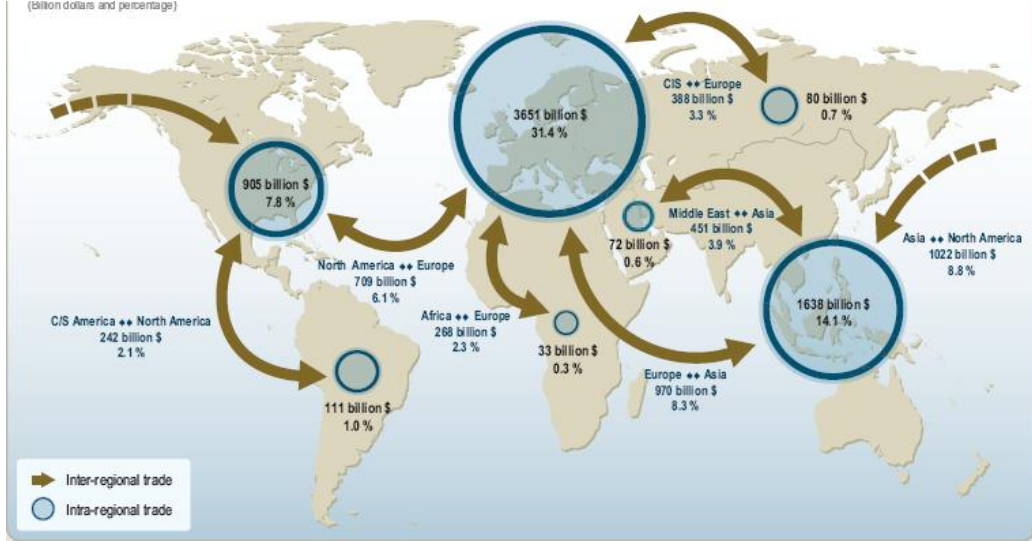 (Billion dollars and percentage)
CIS ◆◆ Europe
388 billion $
3.3 %
80 billion $
0.7 %
3651 billion $
31.4 %
905 billion $
7.8 %
Middle East ◆◆ Asia
451 billion $
3.9 %
72 billion $
0.6 %
Asia ◆◆ North America
1022 billion $
8.8 %
North America ◆◆ Europe
709 billion $
6.1 %
1638 billion $
14.1 %
C/S America ◆◆ North America
242 billion $
2.1 %
Africa ◆◆ Europe
268 billion $
2.3 %
33 billion $
0.3 %
Europe ◆◆ Asia
970 billion $
8.3 %
111 billion $
1.0 %
Inter-regional trade
Intra-regional trade